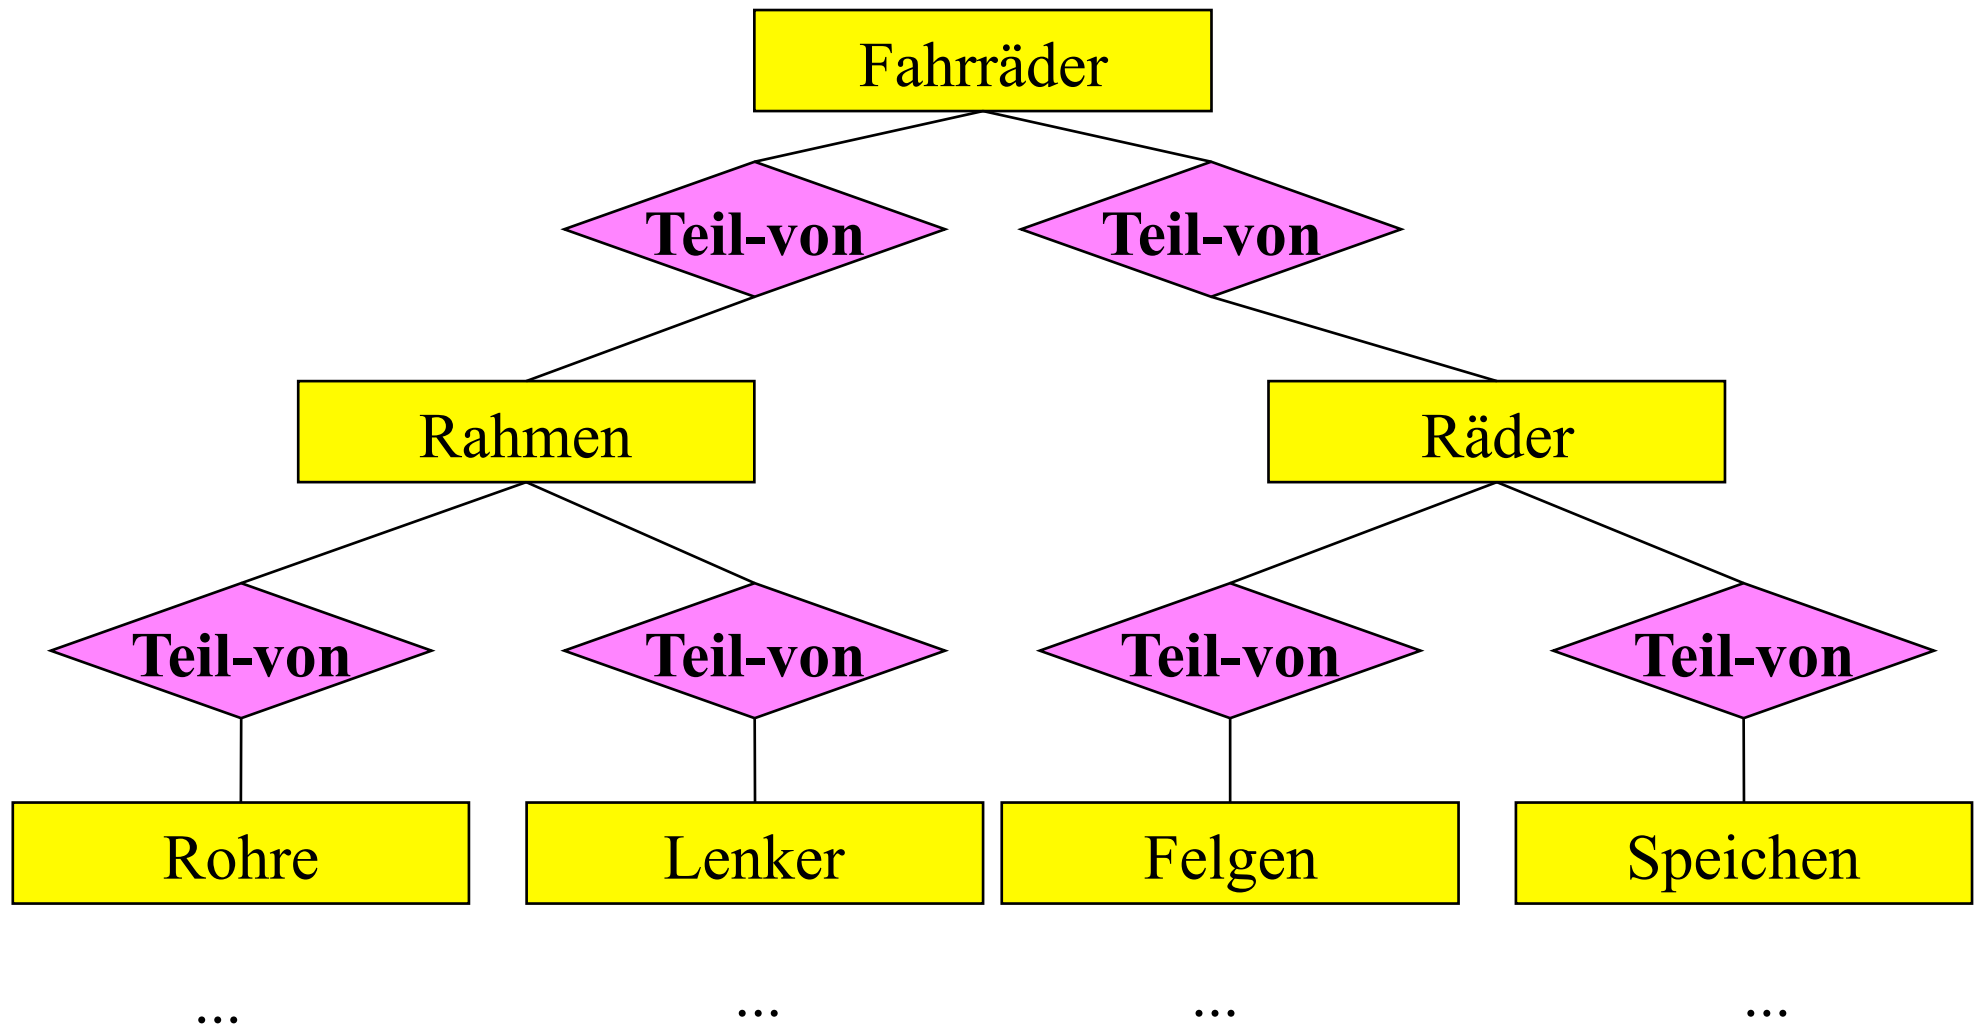 Fahrräder
Teil-von Teil-von
Rahmen Räder
Teil-von Teil-von Teil-von Teil-von
Rohre Lenker Felgen Speichen
... ... ... ...